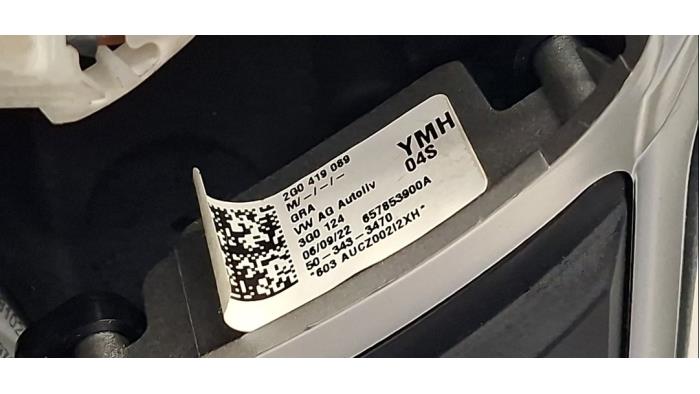 2G0 419 089
M/-/-/-
GRA
VW AG Autoliv
3G0 124
06/09/22 657853900A
50-343-3470
"603 AUCZ002I2XH"
YMH
04S